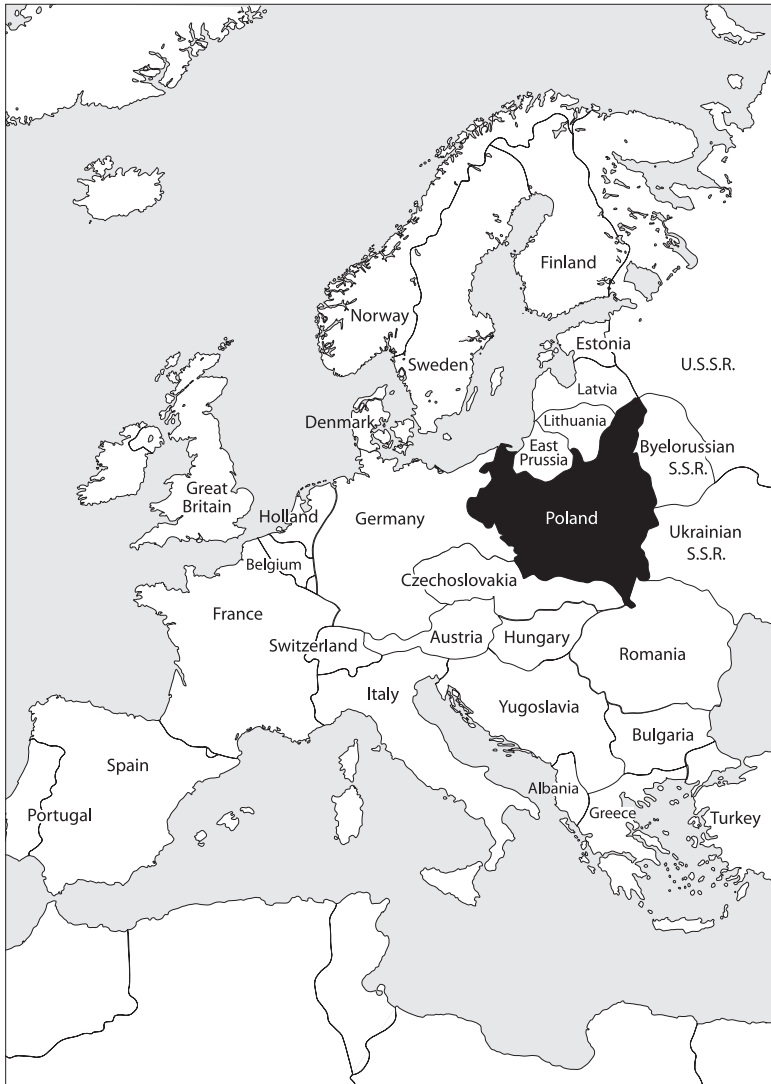 Finland
Norway
Estonia
Sweden
U.S.S.R.
Latvia
Denmark
Lithuania
East
Prussia
Byelorussian
S.S.R.
Great
Britain
Holland
Germany
Poland
Ukrainian
S.S.R.
Belgium
Czechoslovakia
France
Switzerland
Austria
Hungary
Romania
Italy
Yugoslavia
Bulgaria
Spain
Albania
Portugal
Greece
Turkey